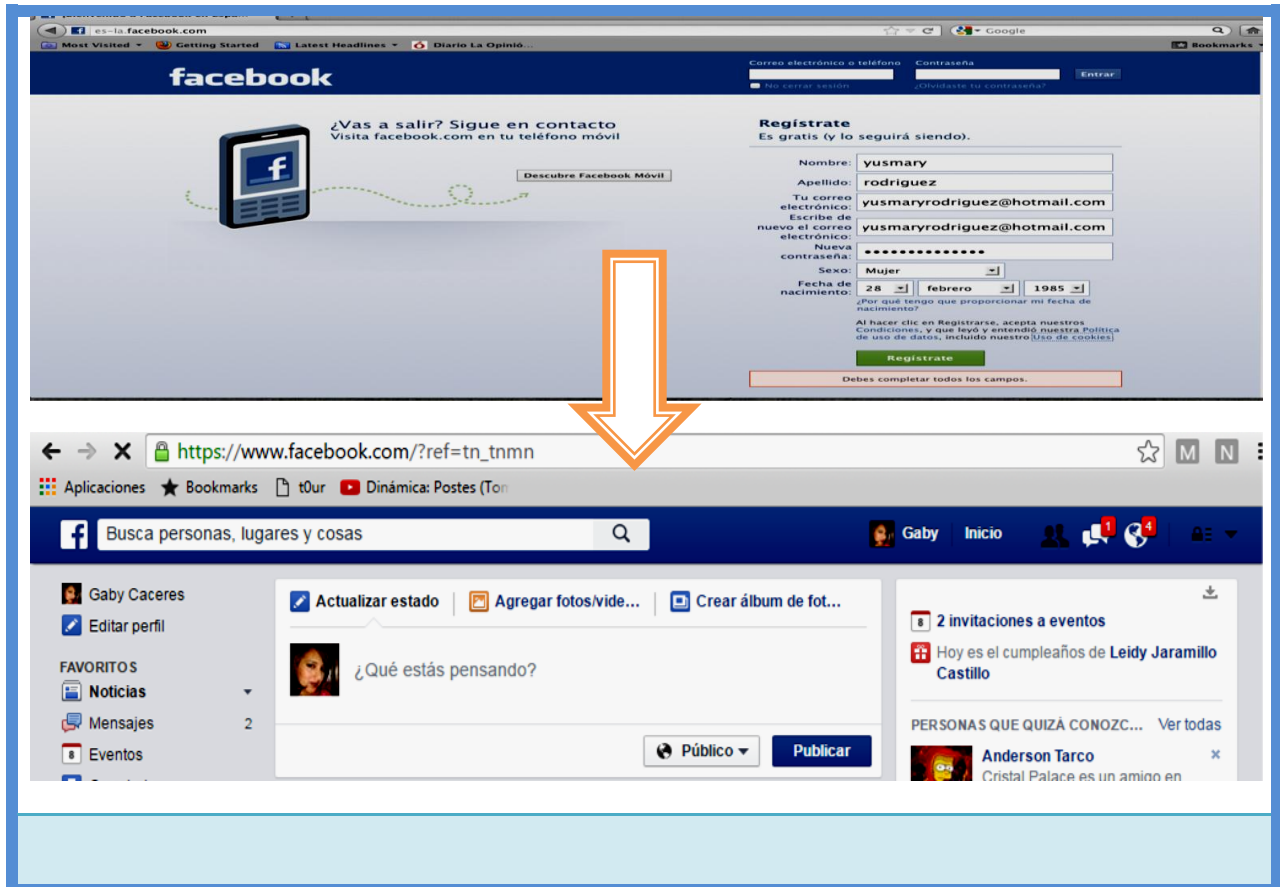 es-la.facebook.com
Google
Most Visited Getting Started Latest Headlines Diario La Opinió...
Bookmarks
facebook
Correo electrónico o teléfono Contraseña
Entrar
No cerrar sesión ¿Olvidaste tu contraseña?
¿Vas a salir? Sigue en contacto
Visita facebook.com en tu teléfono móvil
Descubre Facebook Móvil
Regístrate
Es gratis (y lo seguirá siendo).
Nombre: yusmary
Apellido: rodriguez
Tu correo
electrónico: yusmaryrodriguez@hotmail.com
Escribe de
nuevo el correo
electrónico: yusmaryrodriguez@hotmail.com
Nueva
contraseña: ••••••••••••••
Sexo: Mujer
Fecha de
nacimiento: 28 febrero 1985
¿Por qué tengo que proporcionar mi fecha de
nacimiento?
Al hacer clic en Registrarse, acepta nuestros
Condiciones, y que leyó y entendió nuestra Política
de uso de datos, incluido nuestro Uso de cookies
Regístrate
Debes completar todos los campos.
https://www.facebook.com/?ref=tn_tnmn
M N
Aplicaciones Bookmarks t0ur Dinámica: Postes (Ton
f Busca personas, lugares y cosas
Gaby Inicio 1 4
Gaby Caceres
Editar perfil
FAVORITOS
Noticias
Mensajes 2
Eventos
Actualizar estado Agregar fotos/vide... Crear álbum de fot...
¿Qué estás pensando?
Público Publicar
8 2 invitaciones a eventos
Hoy es el cumpleaños de Leidy Jaramillo
Castillo
PERSONAS QUE QUIZÁ CONOZC... Ver todas
Anderson Tarco ×
Cristal Palace es un amigo en